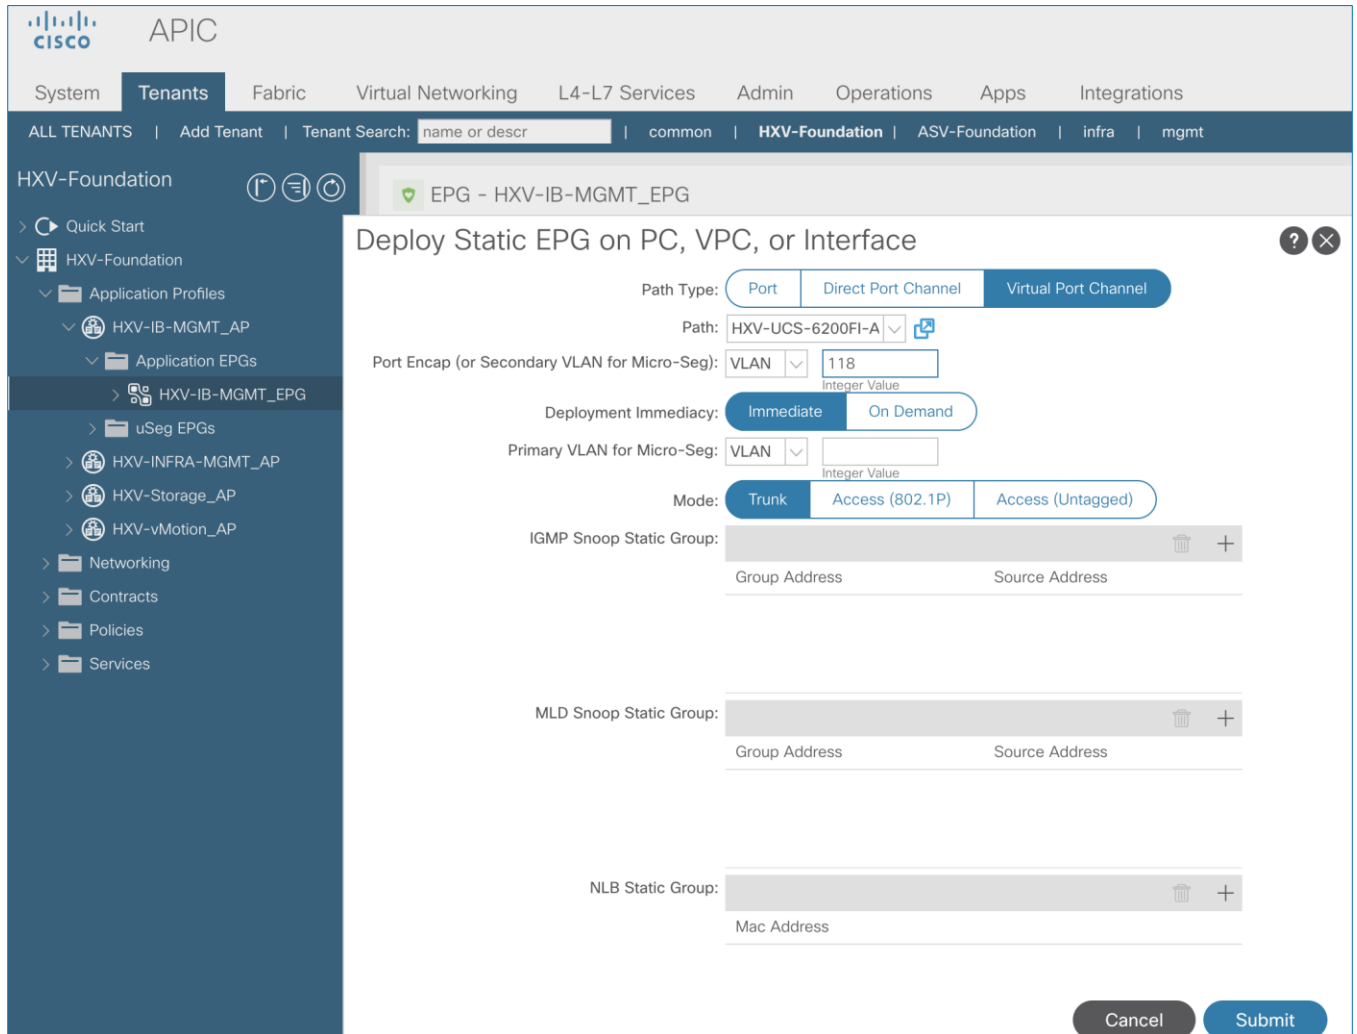 CISCO APIC
System Tenants Fabric Virtual Networking L4-L7 Services Admin Operations Apps Integrations
ALL TENANTS | Add Tenant | Tenant Search: name or descr | common | HXV-Foundation | ASV-Foundation | infra | mgmt
HXV-Foundation
Quick Start
HXV-Foundation
Application Profiles
HXV-IB-MGMT_AP
Application EPGs
HXV-IB-MGMT_EPG
uSeg EPGs
HXV-INFRA-MGMT_AP
HXV-Storage_AP
HXV-vMotion_AP
Networking
Contracts
Policies
Services
EPG - HXV-IB-MGMT_EPG
Deploy Static EPG on PC, VPC, or Interface
Path Type: Port Direct Port Channel Virtual Port Channel
Path: HXV-UCS-6200FI-A
Port Encap (or Secondary VLAN for Micro-Seg): VLAN 118
Integer Value
Deployment Immediacy: Immediate On Demand
Primary VLAN for Micro-Seg: VLAN
Integer Value
Mode: Trunk Access (802.1P) Access (Untagged)
IGMP Snoop Static Group:
Group Address Source Address
MLD Snoop Static Group:
Group Address Source Address
NLB Static Group:
Mac Address
Cancel Submit